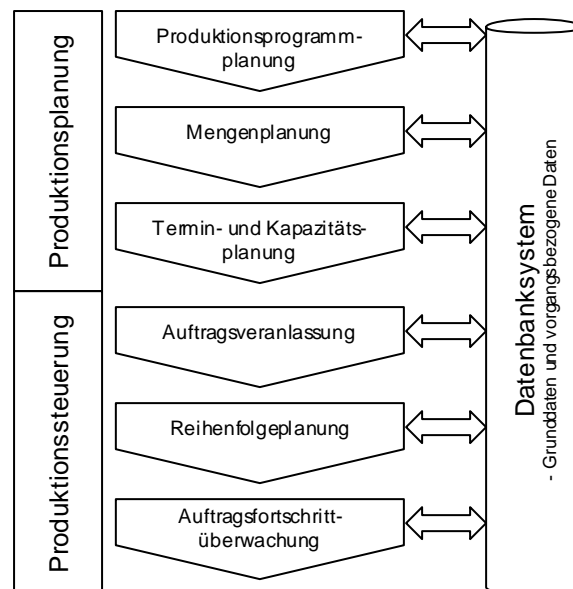 Produktionsplanung
Produktionsprogramm-
planung
Mengenplanung
Termin- und Kapazitäts-
planung
Produktionssteuerung
Auftragsveranlassung
Reihenfolgeplanung
Auftragsfortschritt-
überwachung
Datenbanksystem
- Grunddaten und vorgangsbezogene Daten